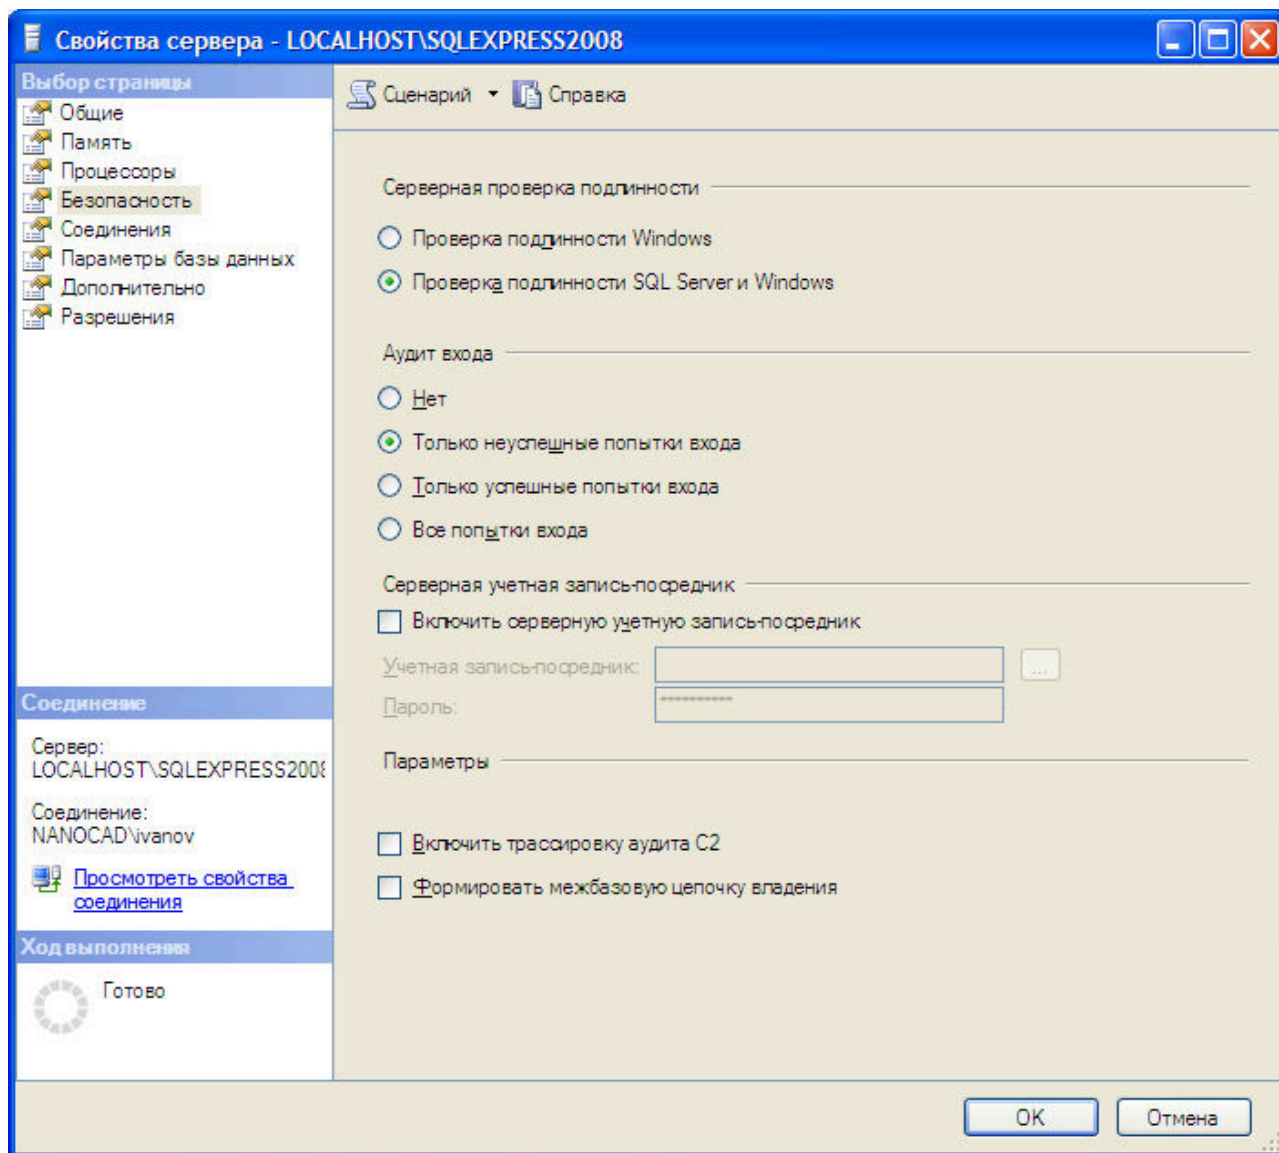 Свойства сервера - LOCALHOST\SQLEXPRESS2008
Выбор страницы
Общие
Память
Процессоры
Безопасность
Соединения
Параметры базы данных
Дополнительно
Разрешения
Соединение
Сервер:
LOCALHOST\SQLEXPRESS2008
Соединение:
NANOCAD\ivanov
Просмотреть свойства
соединения
Ход выполнения
Готово
Сценарий
Справка
Серверная проверка подлинности
Проверка подлинности Windows
Проверка подлинности SQL Server и Windows
Аудит входа
Нет
Только неуспешные попытки входа
Только успешные попытки входа
Все попытки входа
Серверная учетная запись-посредник
Включить серверную учетную запись-посредник
Учетная запись-посредник:
...
Пароль:
**********
Параметры
Включить трассировку аудита C2
Формировать межбазовую цепочку владения
OK
Отмена